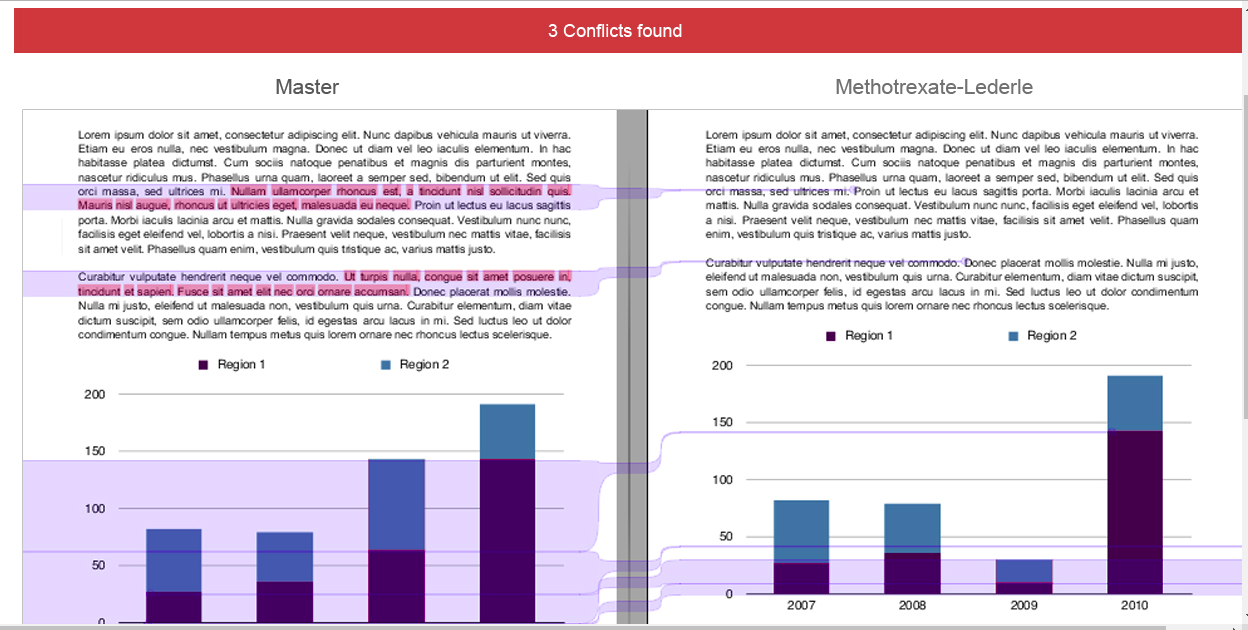 3 Conflicts found
Master
Lorem ipsum dolor sit amet, consectetur adipiscing elit. Nunc dapibus vehicula mauris ut viverra.
Etiam eu eros nulla, nec vestibulum magna. Donec ut diam vel leo iaculis elementum. In hac
habitasse platea dictumst. Cum sociis natoque penatibus et magnis dis parturient montes,
nascetur ridiculus mus. Phasellus urna quam, laoreet a semper sed, bibendum ut elit. Sed quis
orci massa, sed ultrices mi. Nullam ullamcorper rhoncus est, a tincidunt nisl sollicitudin quis.
Mauris nisl augue, rhoncus ut ultricies eget, malesuada eu neque. Proin ut lectus eu lacus sagittis
porta. Morbi iaculis lacinia arcu et mattis. Nulla gravida sodales consequat. Vestibulum nunc nunc,
facilisis eget eleifend vel, lobortis a nisi. Praesent velit neque, vestibulum nec mattis vitae, facilisis
sit amet velit. Phasellus quam enim, vestibulum quis tristique ac, varius mattis justo.
Curabitur vulputate hendrerit neque vel commodo. Ut turpis nulla, congue sit amet posuere in,
tincidunt et sapien. Fusce sit amet elit nec orci ornare accumsan. Donec placerat mollis molestie.
Nulla mi justo, eleifend ut malesuada non, vestibulum quis urna. Curabitur elementum, diam vitae
dictum suscipit, sem odio ullamcorper felis, id egestas arcu lacus in mi. Sed luctus leo ut dolor
condimentum congue. Nullam tempus metus quis lorem ornare nec rhoncus lectus scelerisque.
Region 1
Region 2
200
150
100
50
0
Methotrexate-Lederle
Lorem ipsum dolor sit amet, consectetur adipiscing elit. Nunc dapibus vehicula mauris ut viverra.
Etiam eu eros nulla, nec vestibulum magna. Donec ut diam vel leo iaculis elementum. In hac
habitasse platea dictumst. Cum sociis natoque penatibus et magnis dis parturient montes,
nascetur ridiculus mus. Phasellus urna quam, laoreet a semper sed, bibendum ut elit. Sed quis
orci massa, sed ultrices mi. Proin ut lectus eu lacus sagittis porta. Morbi iaculis lacinia arcu et
mattis. Nulla gravida sodales consequat. Vestibulum nunc nunc, facilisis eget eleifend vel, lobortis
a nisi. Praesent velit neque, vestibulum nec mattis vitae, facilisis sit amet velit. Phasellus quam
enim, vestibulum quis tristique ac, varius mattis justo.
Curabitur vulputate hendrerit neque vel commodo. Donec placerat mollis molestie. Nulla mi justo,
eleifend ut malesuada non, vestibulum quis urna. Curabitur elementum, diam vitae dictum suscipit,
sem odio ullamcorper felis, id egestas arcu lacus in mi. Sed luctus leo ut dolor condimentum
congue. Nullam tempus metus quis lorem ornare nec rhoncus lectus scelerisque.
Region 1
Region 2
200
150
100
50
0
2007
2008
2009
2010